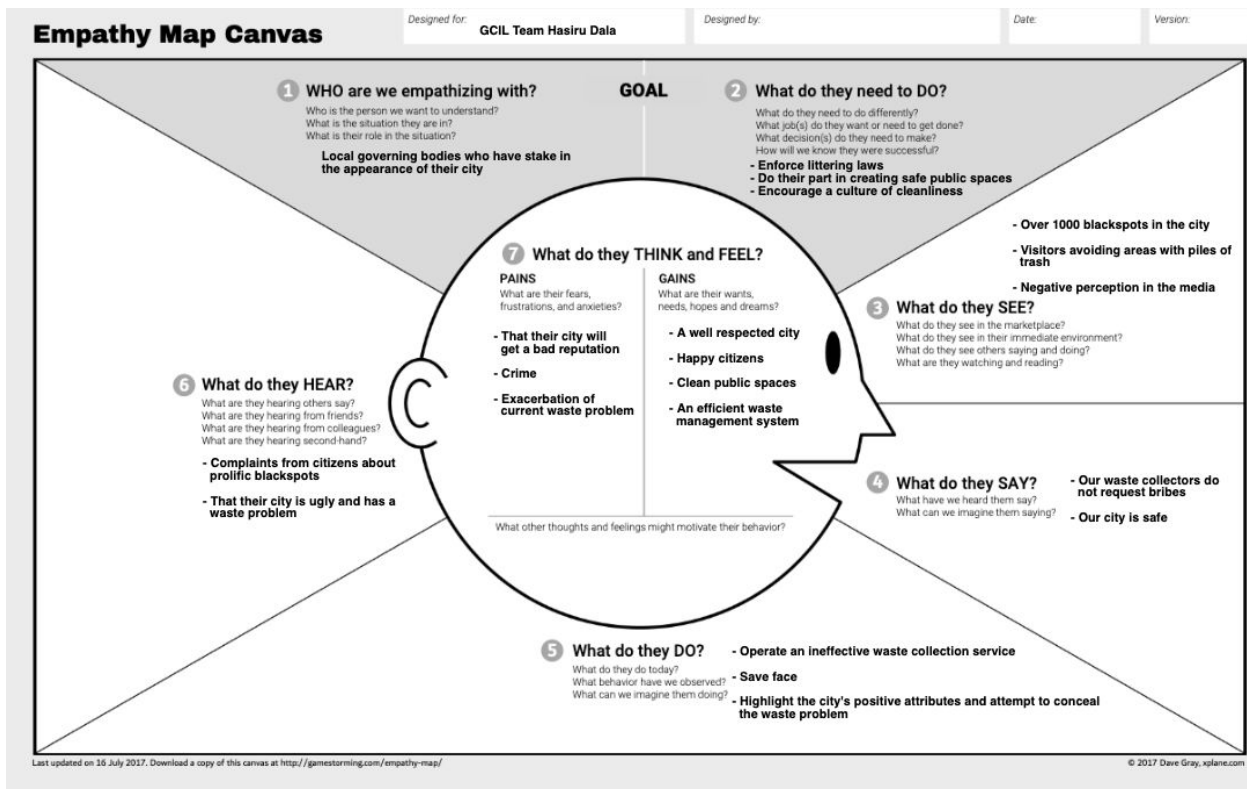 Empathy Map Canvas
Designed for:
GCIL Team Hasiru Dala
Designed by:
Date:
Version:
1 WHO are we empathizing with?
Who is the person we want to understand?
What is the situation they are in?
What is their role in the situation?
Local governing bodies who have stake in
the appearance of their city
GOAL
2 What do they need to DO?
What do they need to do differently?
What job(s) do they want or need to get done?
What decision(s) do they need to make?
How will we know they were successful?
- Enforce littering laws
- Do their part in creating safe public spaces
- Encourage a culture of cleanliness
- Over 1000 blackspots in the city
- Visitors avoiding areas with piles of
trash
- Negative perception in the media
3 What do they SEE?
What do they see in the marketplace?
What do they see in their immediate environment?
What do they see others saying and doing?
What are they watching and reading?
4 What do they SAY?
What have we heard them say?
What can we imagine them saying?
- Our waste collectors do
not request bribes
- Our city is safe
5 What do they DO?
What do they do today?
What behavior have we observed?
What can we imagine them doing?
- Operate an ineffective waste collection service
- Save face
- Highlight the city's positive attributes and attempt to conceal
the waste problem
6 What do they HEAR?
What are they hearing others say?
What are they hearing from friends?
What are they hearing from colleagues?
What are they hearing second-hand?
- Complaints from citizens about
prolific blackspots
- That their city is ugly and has a
waste problem
7 What do they THINK and FEEL?
PAINS
What are their fears,
frustrations, and anxieties?
- That their city will
get a bad reputation
- Crime
- Exacerbation of
current waste problem
GAINS
What are their wants,
needs, hopes and dreams?
- A well respected city
- Happy citizens
- Clean public spaces
- An efficient waste
management system
What other thoughts and feelings might motivate their behavior?
Last updated on 16 July 2017. Download a copy of this canvas at http://gamestorming.com/empathy-map/
© 2017 Dave Gray, xplane.com